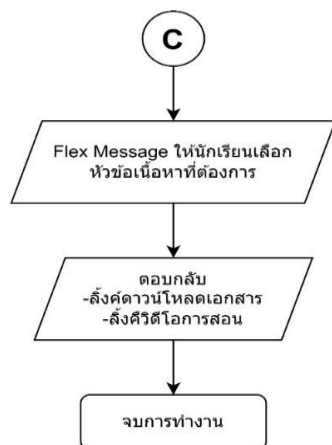 C
Flex Message ให้นักเรียนเลือก
หัวข้อเนื้อหาที่ต้องการ
ตอบกลับ
-ลิ้งค์ดาวน์โหลดเอกสาร
-ลิ้งคืวิดีโอการสอน
จบการทำงาน